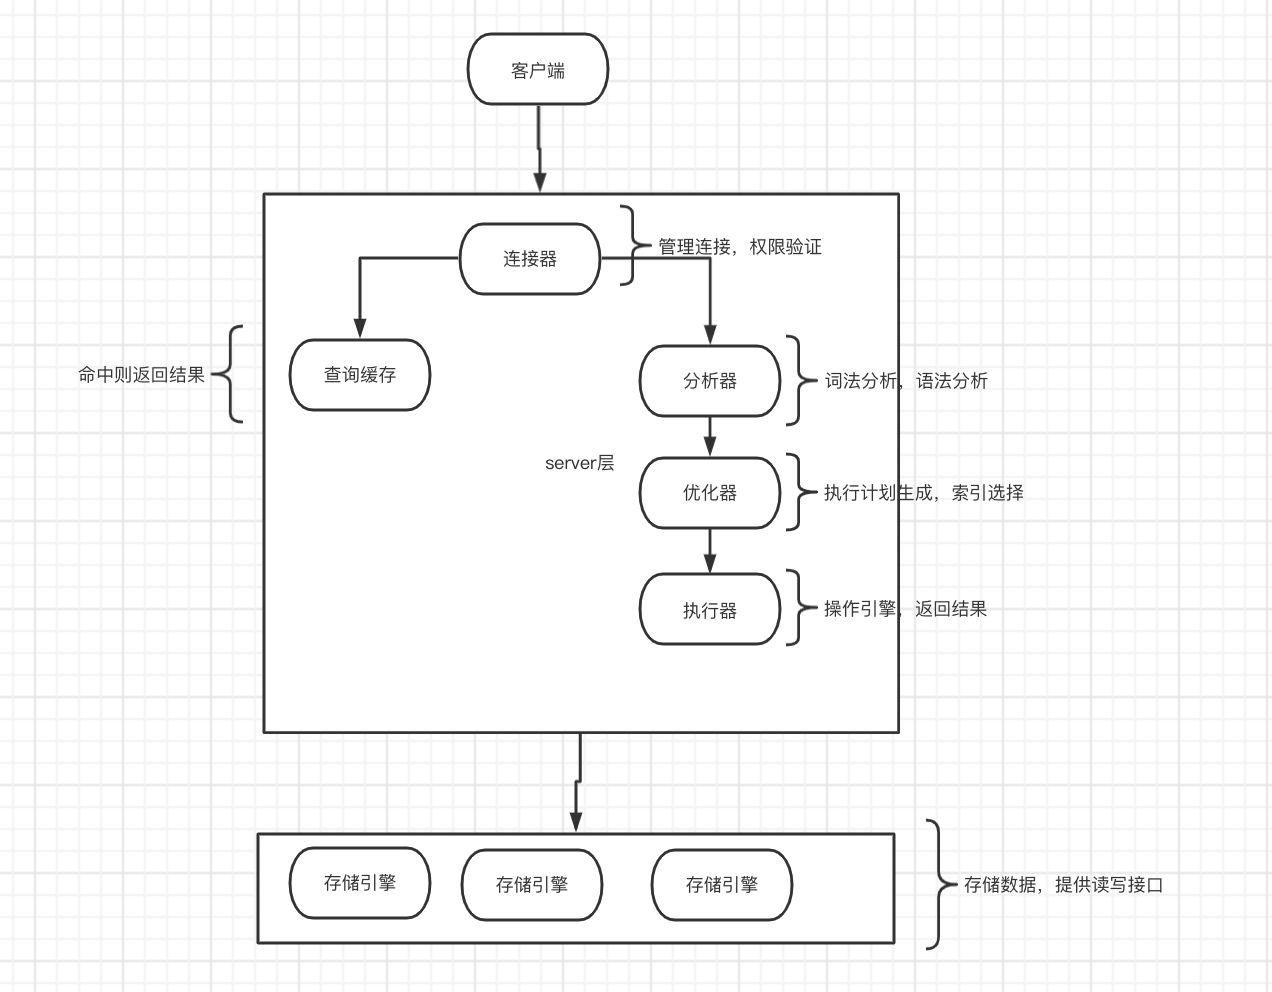 客户端
连接器
管理连接，权限验证
命中则返回结果
查询缓存
分析器
词法分析，语法分析
server层
优化器
执行计划生成，索引选择
执行器
操作引擎，返回结果
存储引擎
存储引擎
存储引擎
存储数据，提供读写接口